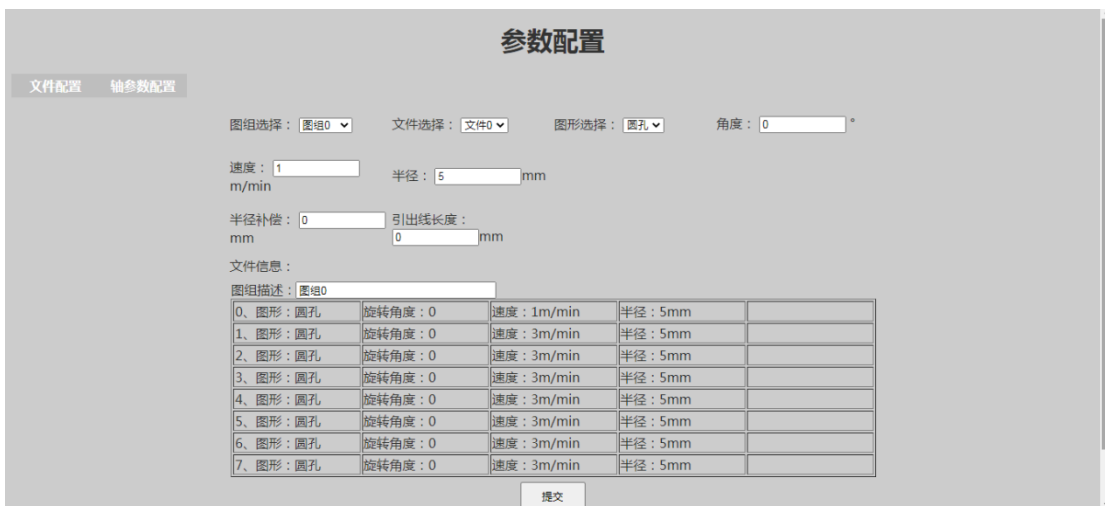 参数配置
文件配置 轴参数配置
图组选择： 图组0 文件选择： 文件0 图形选择： 圆孔 角度： 0 °
速度： 1
m/min
半径： 5 mm
半径补偿： 0
mm
引出线长度：
0 mm
文件信息：
图组描述：图组0
0、图形：圆孔 旋转角度：0 速度：1m/min 半径：5mm
1、图形：圆孔 旋转角度：0 速度：3m/min 半径：5mm
2、图形：圆孔 旋转角度：0 速度：3m/min 半径：5mm
3、图形：圆孔 旋转角度：0 速度：3m/min 半径：5mm
4、图形：圆孔 旋转角度：0 速度：3m/min 半径：5mm
5、图形：圆孔 旋转角度：0 速度：3m/min 半径：5mm
6、图形：圆孔 旋转角度：0 速度：3m/min 半径：5mm
7、图形：圆孔 旋转角度：0 速度：3m/min 半径：5mm
提交